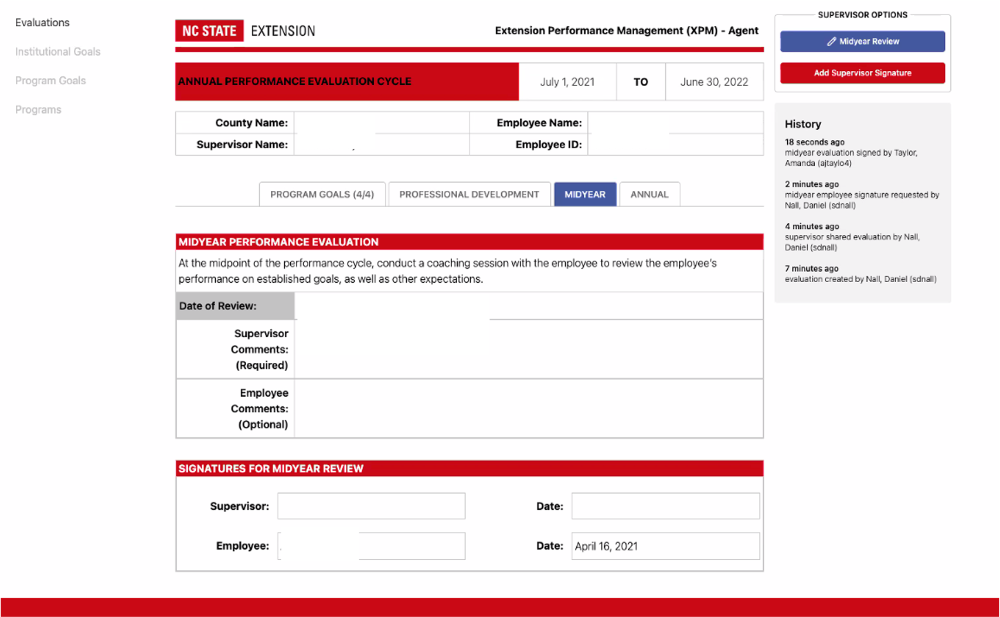 Evaluations
Institutional Goals
Program Goals
Programs
NC STATE EXTENSION
Extension Performance Management (XPM) - Agent
ANNUAL PERFORMANCE EVALUATION CYCLE
July 1, 2021
TO
June 30, 2022
County Name:
Employee Name:
Supervisor Name:
Employee ID:
PROGRAM GOALS (4/4)
PROFESSIONAL DEVELOPMENT
MIDYEAR
ANNUAL
MIDYEAR PERFORMANCE EVALUATION
At the midpoint of the performance cycle, conduct a coaching session with the employee to review the employee's
performance on established goals, as well as other expectations.
Date of Review:
Supervisor
Comments:
(Required)
Employee
Comments:
(Optional)
SIGNATURES FOR MIDYEAR REVIEW
Supervisor:
Date:
Employee:
Date:
April 16, 2021
SUPERVISOR OPTIONS
Midyear Review
Add Supervisor Signature
History
18 seconds ago
midyear evaluation signed by Taylor,
Amanda (ajtaylo4)
2 minutes ago
midyear employee signature requested by
Nall, Daniel (sdnall)
4 minutes ago
supervisor shared evaluation by Nall,
Daniel (sdnall)
7 minutes ago
evaluation created by Nall, Daniel (sdnall)